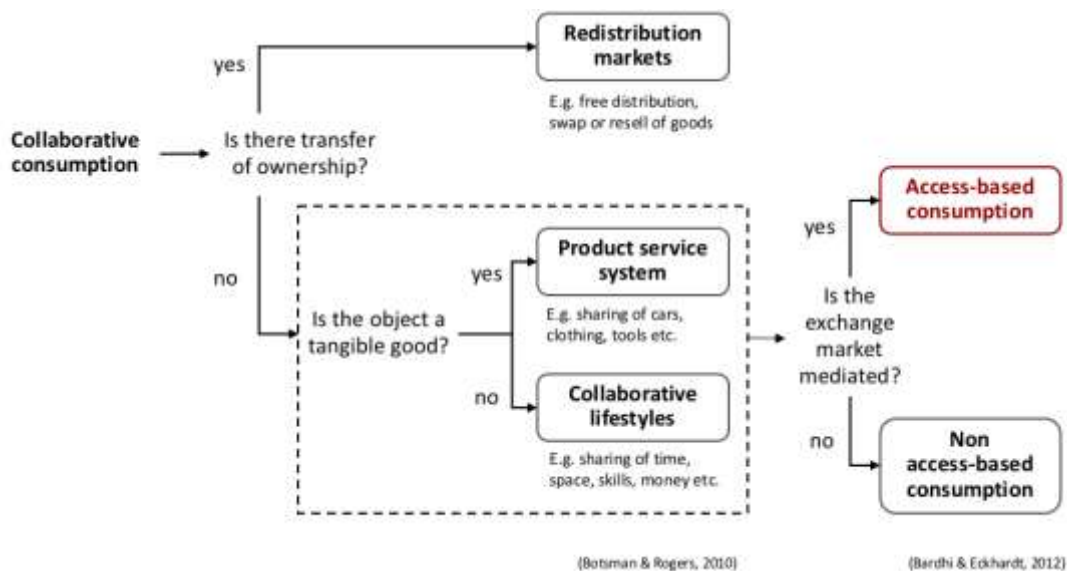 Redistribution
markets
yes
E.g. free distribution,
swap or resell of goods
Collaborative
consumption
Is there transfer
of ownership?
Access-based
consumption
yes
Product service
system
no
yes
E.g. sharing of cars,
clothing, tools etc.
Is the object a
tangible good?
Is the
exchange
market
mediated?
no
Collaborative
lifestyles
E.g. sharing of time,
space, skills, money etc.
no
Non
access-based
consumption
(Botsman & Rogers, 2010)
(Bardhi & Eckhardt, 2012)